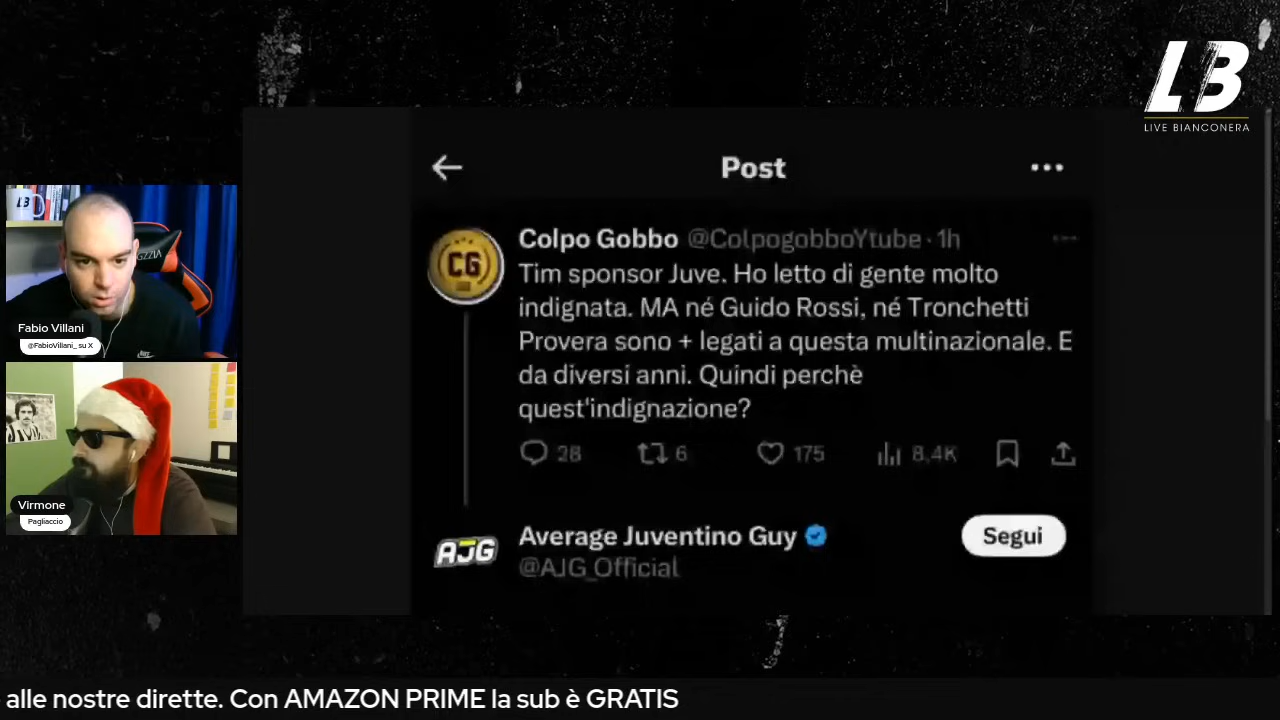 LB
LIVE BIANCONERA
Post
Colpo Gobbo @ColpogobboYtube · 1h
Tim sponsor Juve. Ho letto di gente molto
indignata. MA né Guido Rossi, né Tronchetti
Provera sono + legati a questa multinazionale. E
da diversi anni. Quindi perchè
quest'indignazione?
28 6 175 8,4K
Average Juventino Guy
@AJG_Official
Segui
CG
AJG
LB
Fabio Villani
@FabioVillani_ su X
Virmone
Pagliaccio
alle nostre dirette. Con AMAZON PRIME la sub è GRATIS